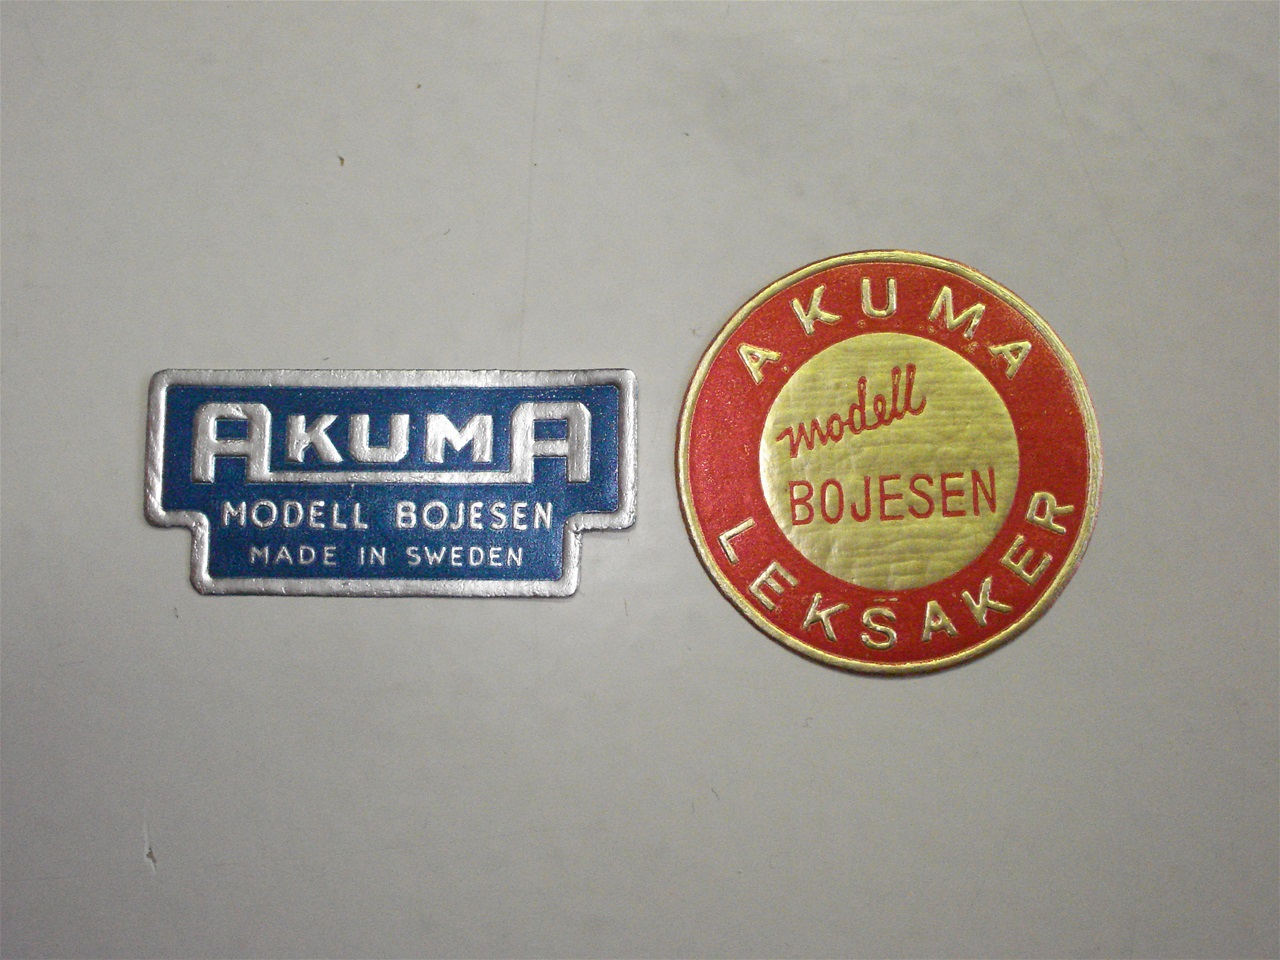 AKUMA
MODELL BOJESEN
MADE IN SWEDEN
AKUMA
modell
BOJESEN
LEKSAKER